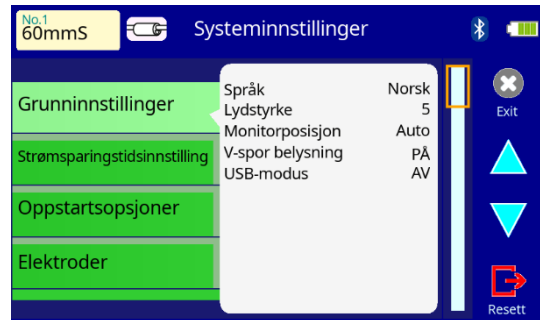 No.1
60mmS
Systeminnstillinger
Grunninnstillinger
Strømsparingstidsinnstilling
Oppstartsopsjoner
Elektroder
Språk Norsk
Lydstyrke 5
Monitorposisjon Auto
V-spor belysning PÅ
USB-modus AV
Exit
Resett